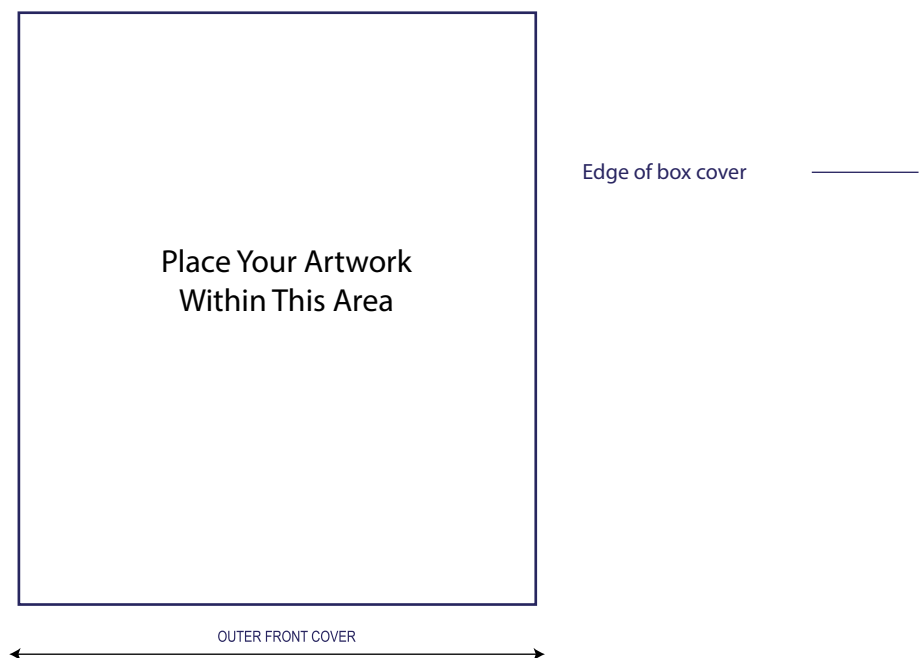 Edge of box cover
Place Your Artwork
Within This Area
OUTER FRONT COVER